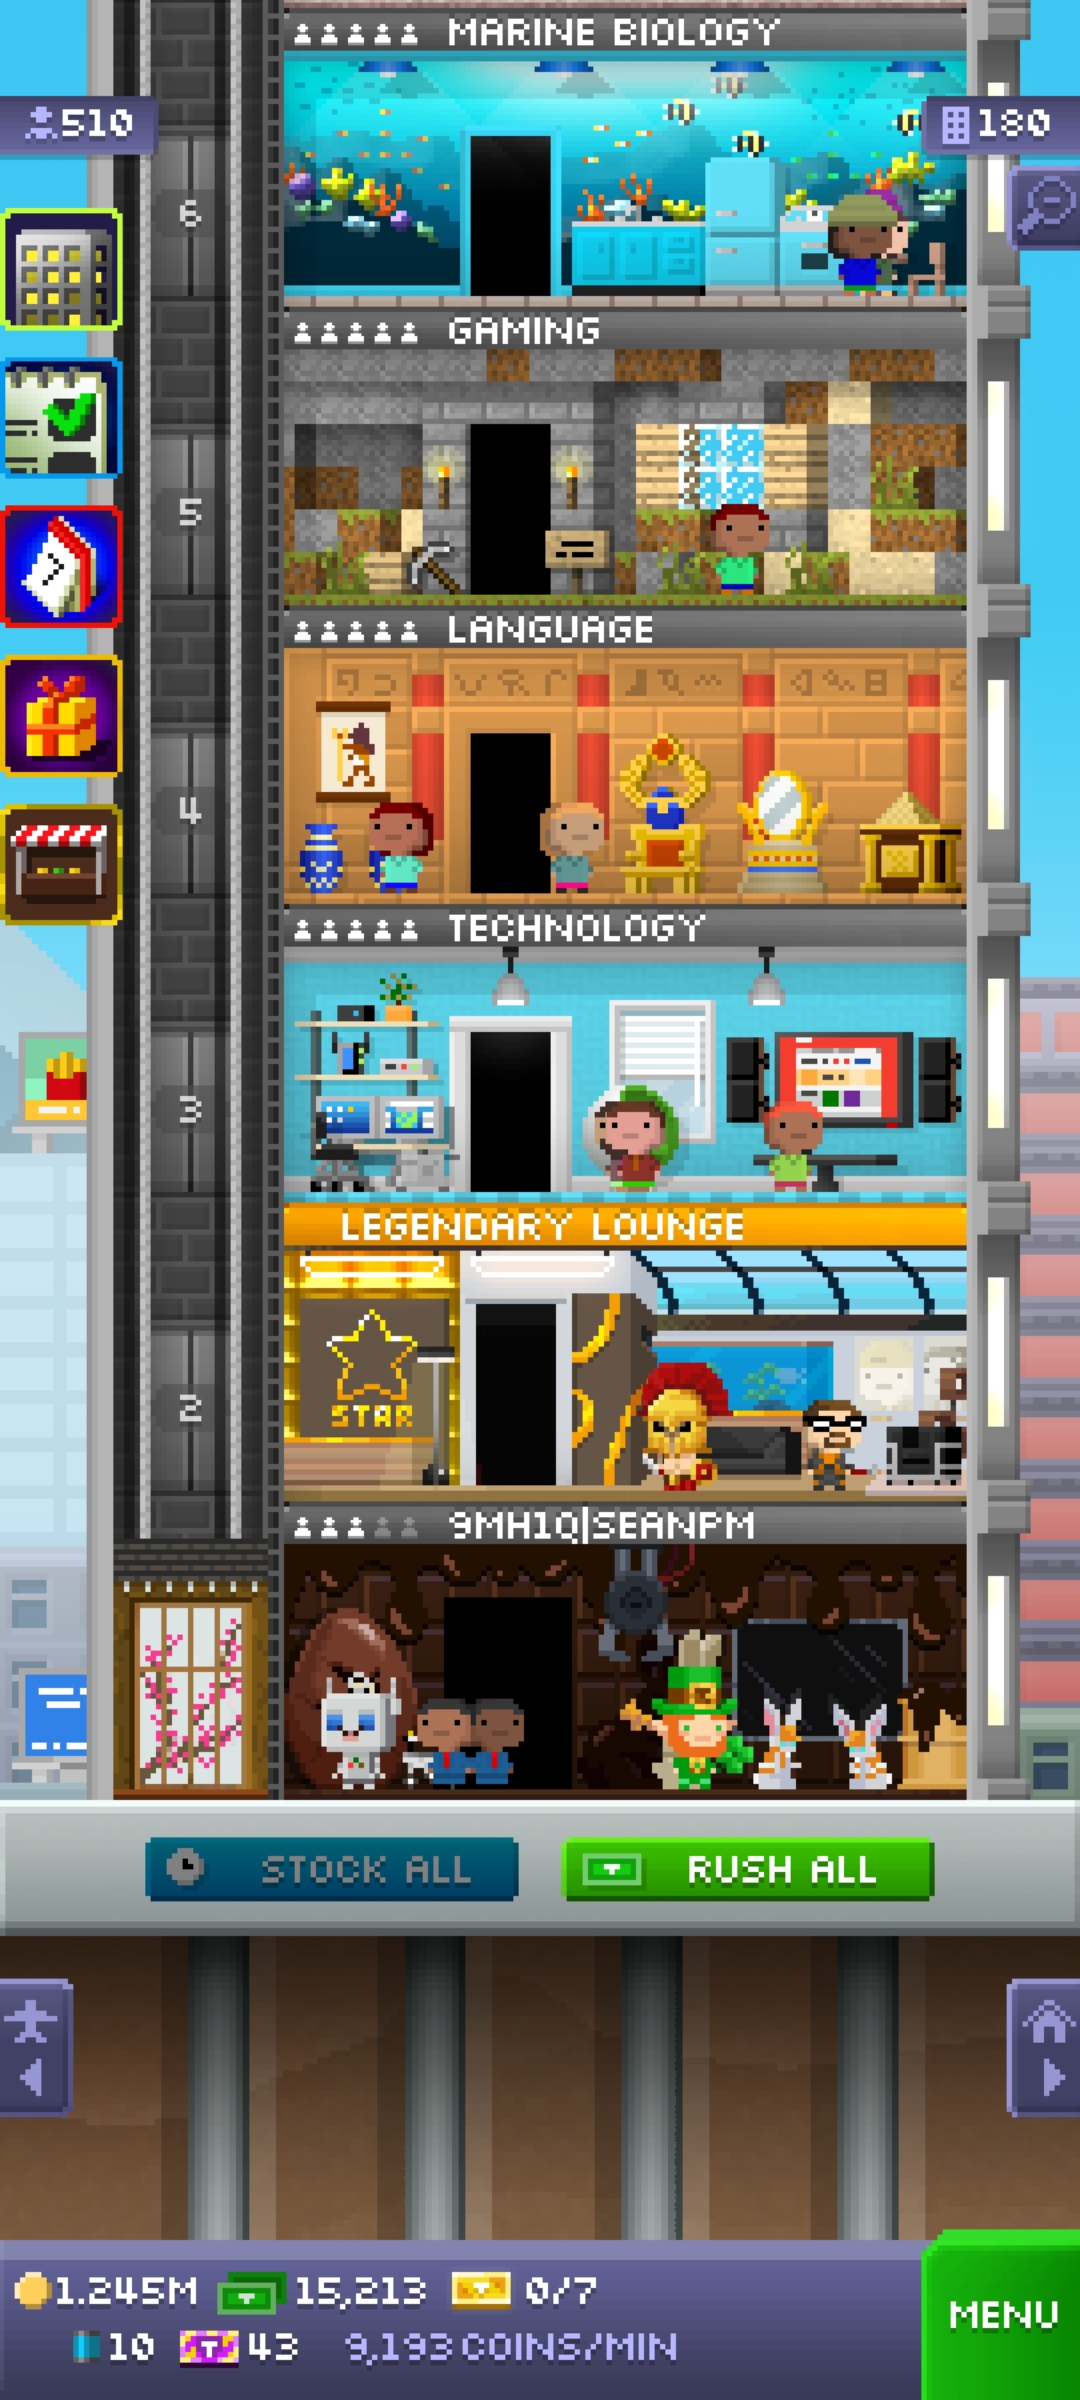 MARINE BIOLOGY
510
180
6
GAMING
5
7
LANGUAGE
4
TECHNOLOGY
3
LEGENDARY LOUNGE
STAR
2
9MH1Q|SEANPM
STOCK ALL
RUSH ALL
1.245M 15,213 0/7
10 43 9,193 COINS/MIN
MENU